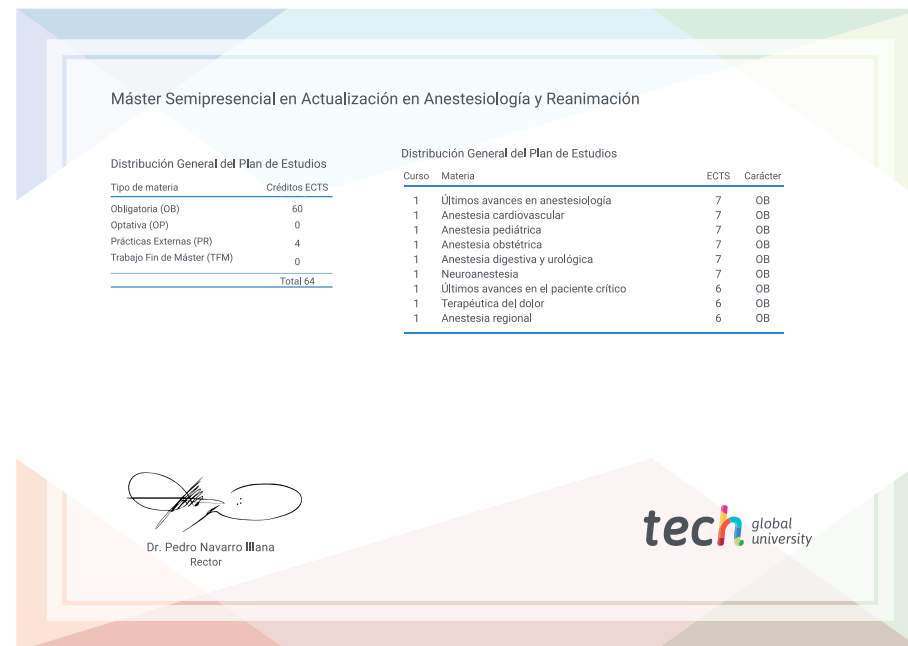 Máster Semipresencial en Actualización en Anestesiología y Reanimación
Distribución General del Plan de Estudios
Tipo de materia Créditos ECTS
Obligatoria (OB) 60
Optativa (OP) 0
Prácticas Externas (PR) 4
Trabajo Fin de Máster (TFM) 0
Total 64
Distribución General del Plan de Estudios
Curso Materia ECTS Carácter
1 Últimos avances en anestesiología 7 OB
1 Anestesia cardiovascular 7 OB
1 Anestesia pediátrica 7 OB
1 Anestesia obstétrica 7 OB
1 Anestesia digestiva y urológica 7 OB
1 Neuroanestesia 7 OB
1 Últimos avances en el paciente crítico 6 OB
1 Terapéutica del dolor 6 OB
1 Anestesia regional 6 OB
Dr. Pedro Navarro Illana
Rector
tech global
university